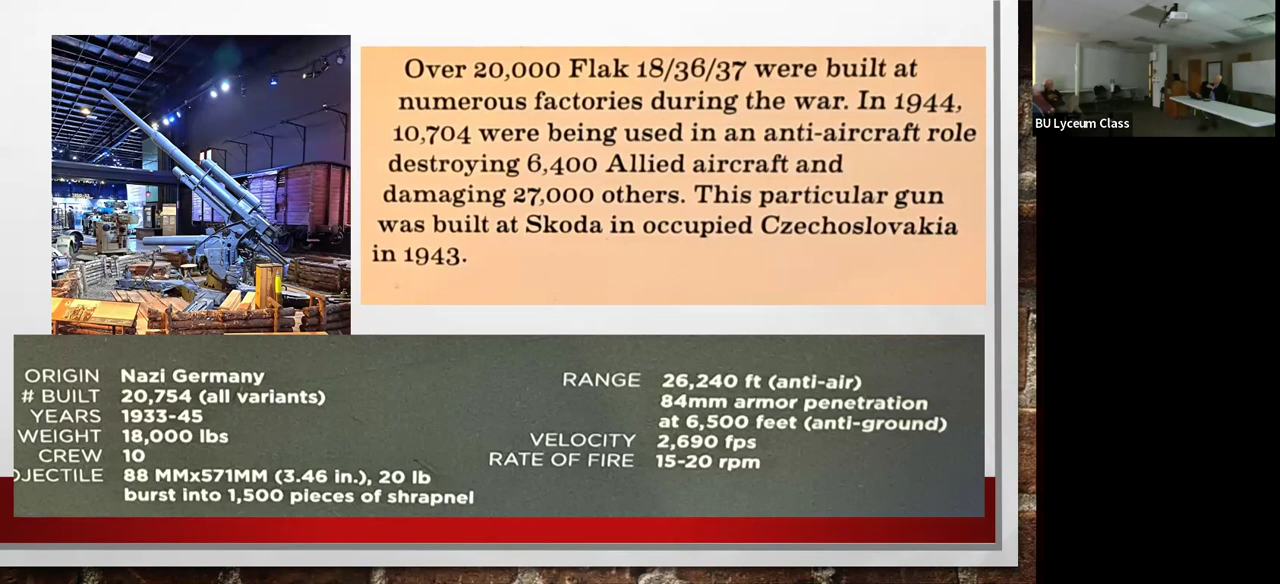 Over 20,000 Flak 18/36/37 were built at
numerous factories during the war. In 1944,
10,704 were being used in an anti-aircraft role
destroying 6,400 Allied aircraft and
damaging 27,000 others. This particular gun
was built at Skoda in occupied Czechoslovakia
in 1943.
ORIGIN Nazi Germany
# BUILT 20,754 (all variants)
YEARS 1933-45
WEIGHT 18,000 lbs
CREW 10
OJECTILE 88 MMx571MM (3.46 in.), 20 lb
burst into 1,500 pieces of shrapnel
RANGE 26,240 ft (anti-air)
84mm armor penetration
at 6,500 feet (anti-ground)
VELOCITY 2,690 fps
RATE OF FIRE 15-20 rpm
BU Lyceum Class